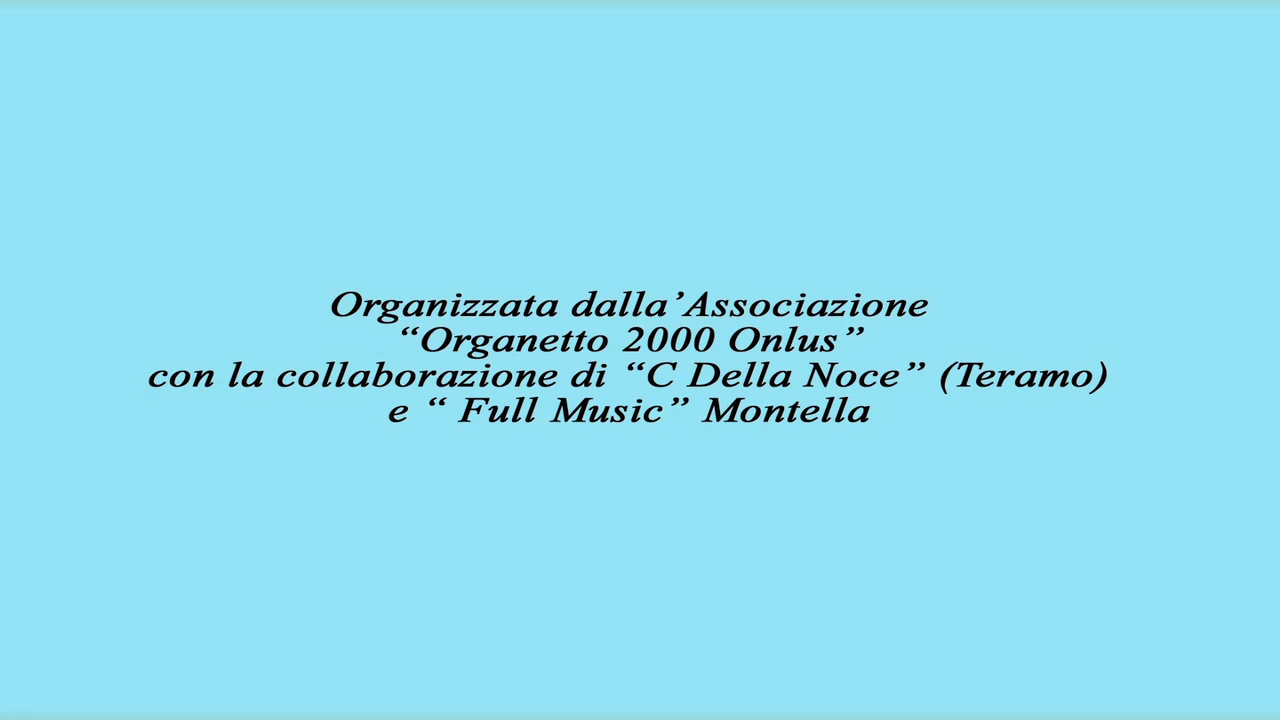 Organizzata dalla’Associazione
“Organetto 2000 Onlus”
con la collaborazione di “C Della Noce” (Teramo)
e “ Full Music” Montella